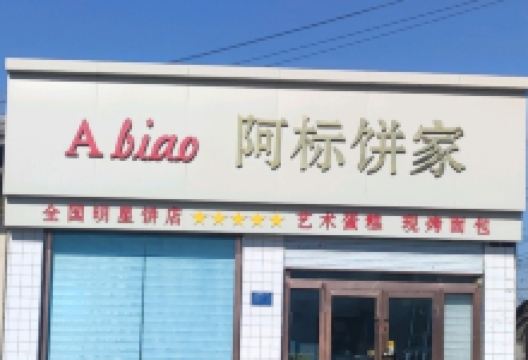 A biao 阿标饼家
全国明星饼店 ★★★★★ 艺术蛋糕 现烤面包